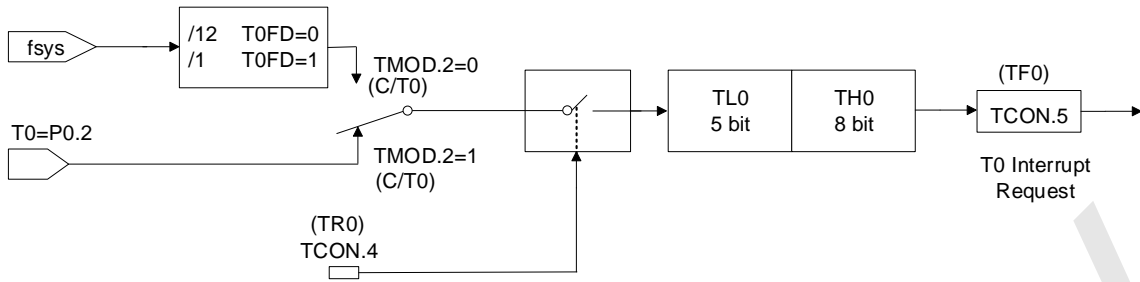 fsys
/12 T0FD=0
/1 T0FD=1
TMOD.2=0
(C/T0)
T0=P0.2
TMOD.2=1
(C/T0)
(TR0)
TCON.4
TL0
5 bit
TH0
8 bit
(TF0)
TCON.5
T0 Interrupt
Request